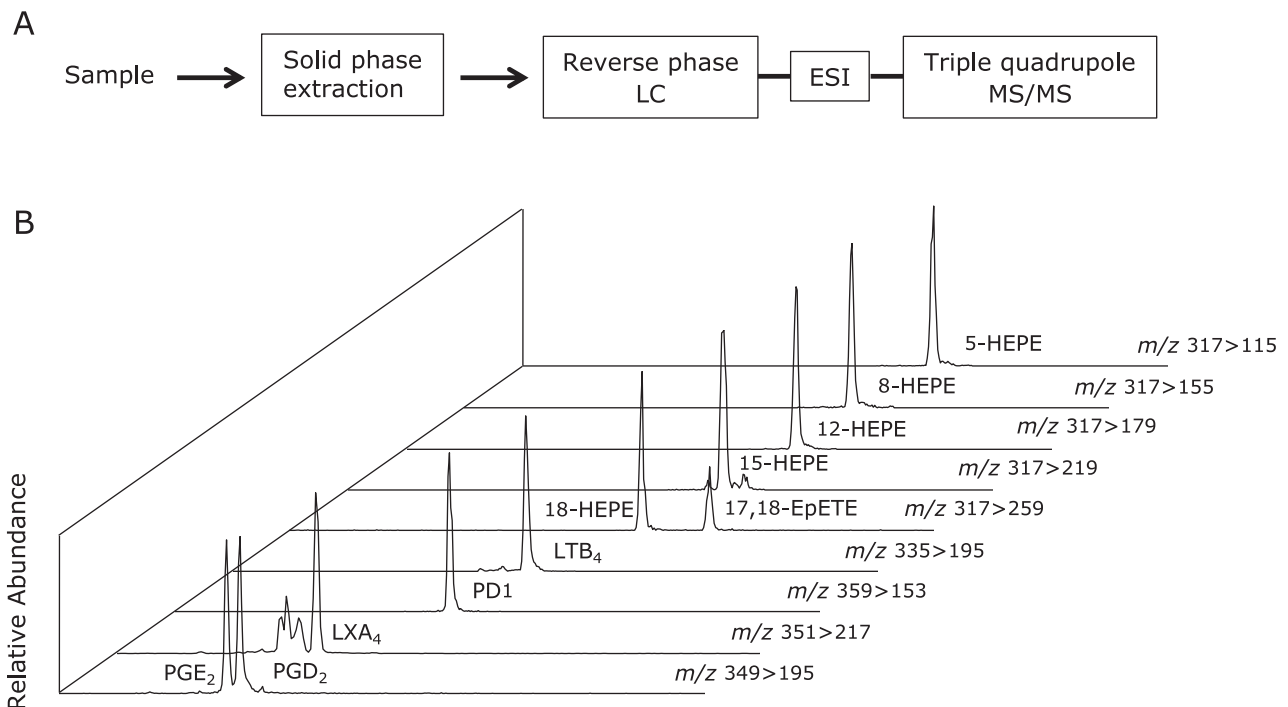 A
Sample
Solid phase
extraction
Reverse phase
LC
ESI
Triple quadrupole
MS/MS
B
Relative Abundance
5-HEPE
m/z 317>115
8-HEPE
m/z 317>155
12-HEPE
m/z 317>179
15-HEPE
m/z 317>219
18-HEPE
17,18-EpETE
m/z 317>259
LTB₄
m/z 335>195
PD1
m/z 359>153
LXA₄
m/z 351>217
PGE₂
PGD₂
m/z 349>195